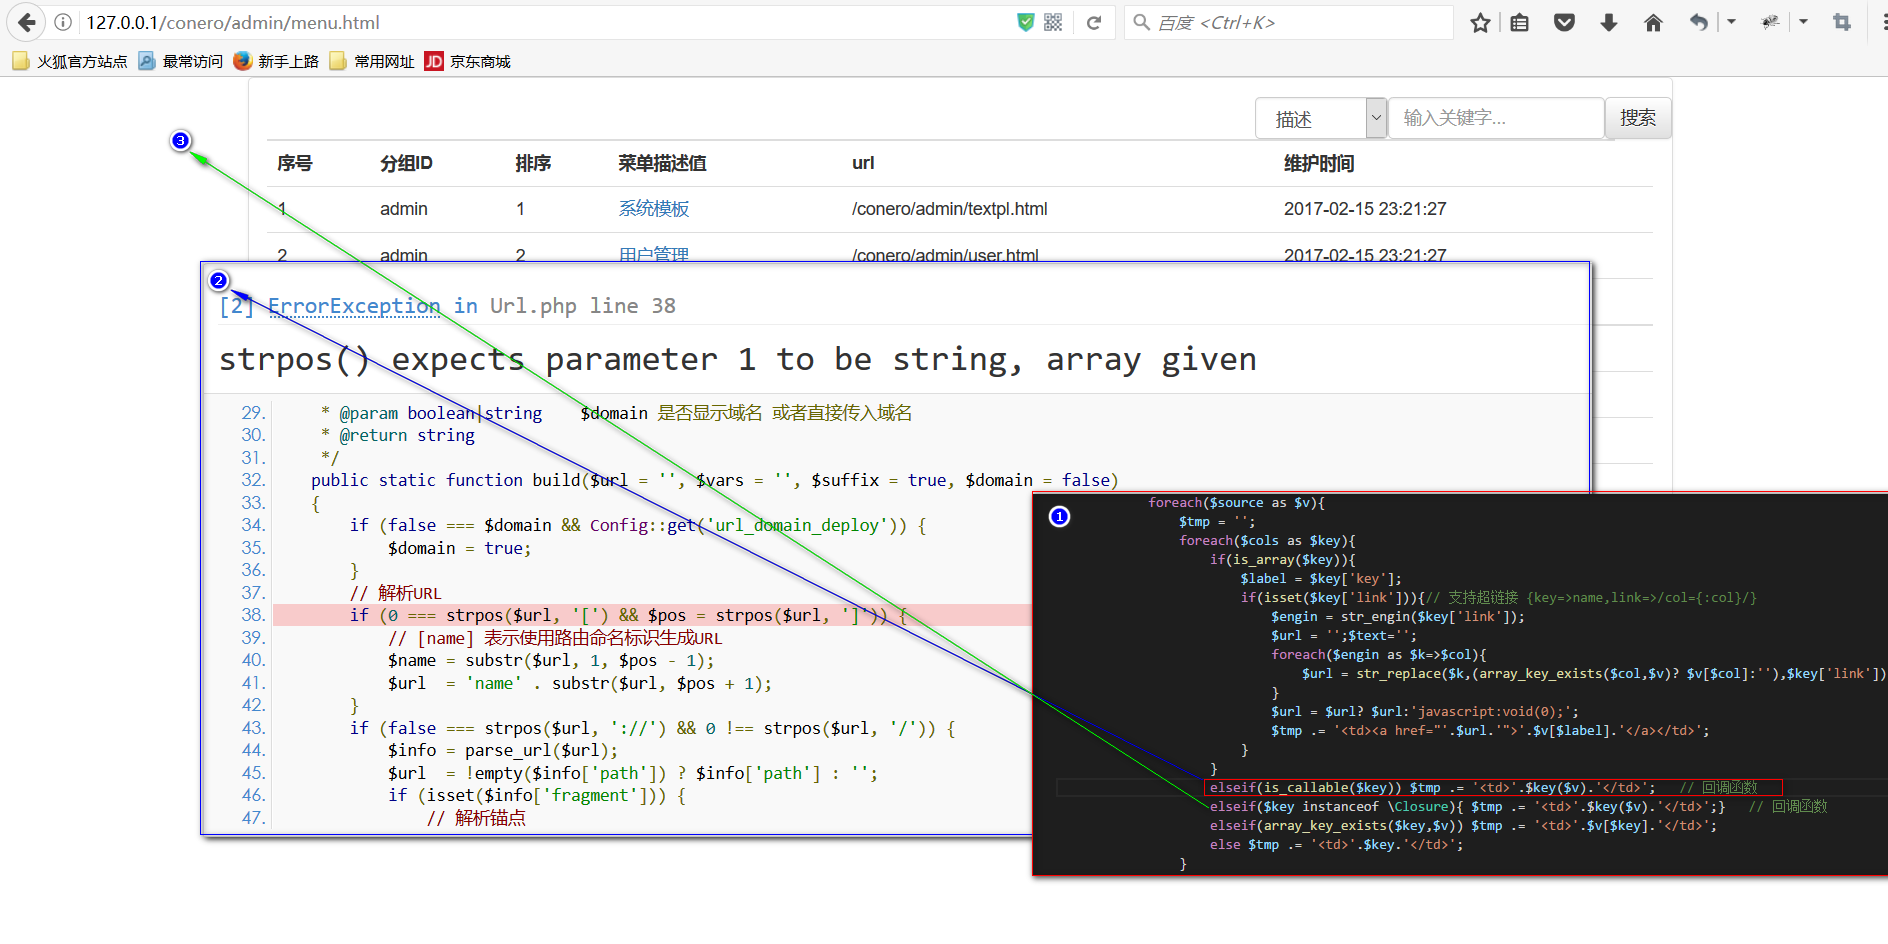 127.0.0.1/conero/admin/menu.html
百度 <Ctrl+K>
火狐官方站点 最常访问 新手上路 常用网址 JD 京东商城
描述 输入关键字... 搜索
3
序号 分组ID 排序 菜单描述值 url 维护时间
1 admin 1 系统模板 /conero/admin/textpl.html 2017-02-15 23:21:27
2 admin 2 用户管理 /conero/admin/user.html 2017-02-15 23:21:27
2
[2] ErrorException in Url.php line 38
strpos() expects parameter 1 to be string, array given
29. * @param boolean|string $domain 是否显示域名 或者直接传入域名
30. * @return string
31. */
32. public static function build($url = '', $vars = '', $suffix = true, $domain = false)
33. {
34. if (false === $domain && Config::get('url_domain_deploy')) {
35. $domain = true;
36. }
37. // 解析URL
38. if (0 === strpos($url, '[') && $pos = strpos($url, ']')) {
39. // [name] 表示使用路由命名标识生成URL
40. $name = substr($url, 1, $pos - 1);
41. $url = 'name' . substr($url, $pos + 1);
42. }
43. if (false === strpos($url, '://') && 0 !== strpos($url, '/')) {
44. $info = parse_url($url);
45. $url = !empty($info['path']) ? $info['path'] : '';
46. if (isset($info['fragment'])) {
47. // 解析锚点
1
foreach($source as $v){
$tmp = '';
foreach($cols as $key){
if(is_array($key)){
$label = $key['key'];
if(isset($key['link'])){// 支持超链接 {key=>name,link=>/col={:col}/}
$engin = str_engin($key['link']);
$url = '';$text='';
foreach($engin as $k=>$col){
$url = str_replace($k,(array_key_exists($col,$v)? $v[$col]:''),$key['link'])
}
$url = $url? $url:'javascript:void(0);';
$tmp .= '<td><a href="'.$url.'">'.$v[$label].'</a></td>';
}
}
elseif(is_callable($key)) $tmp .= '<td>'.$key($v).'</td>'; // 回调函数
elseif($key instanceof \Closure){ $tmp .= '<td>'.$key($v).'</td>';} // 回调函数
elseif(array_key_exists($key,$v)) $tmp .= '<td>'.$v[$key].'</td>';
else $tmp .= '<td>'.$key.'</td>';
}